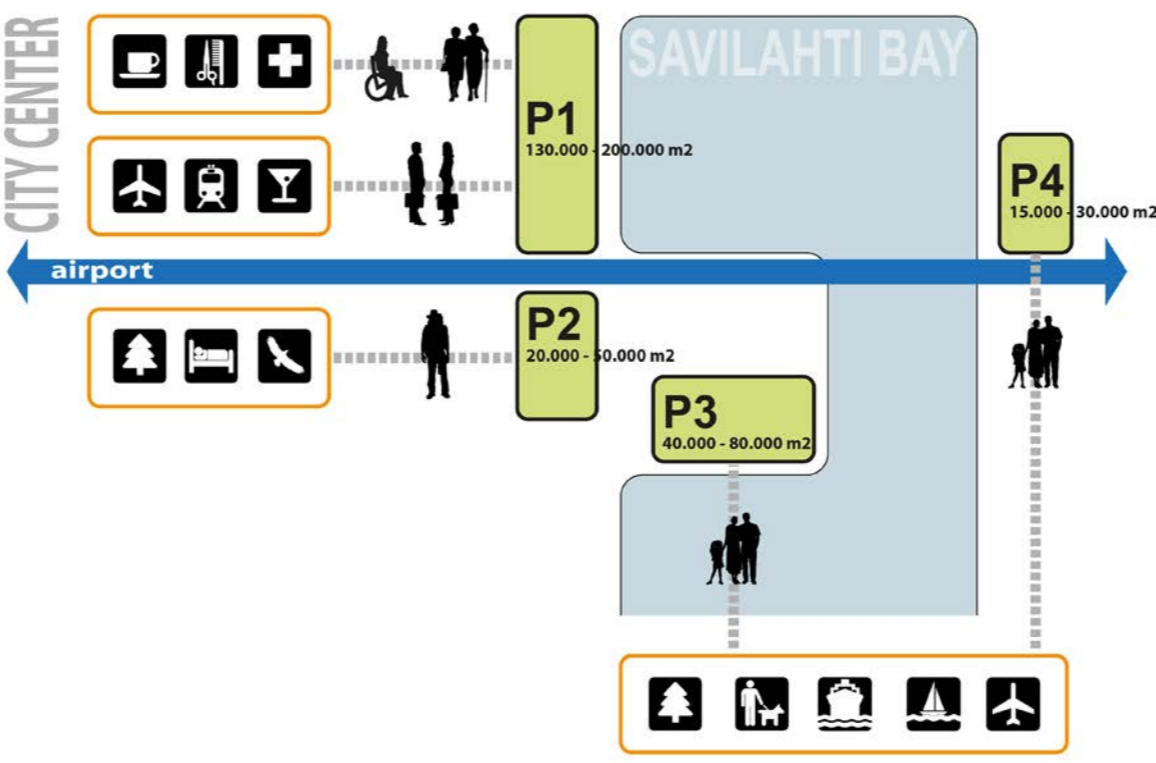 CITY CENTER
SAVILAHTI BAY
P1
130.000 - 200.000 m2
P4
15.000 - 30.000 m2
airport
P2
20.000 - 50.000 m2
P3
40.000 - 80.000 m2